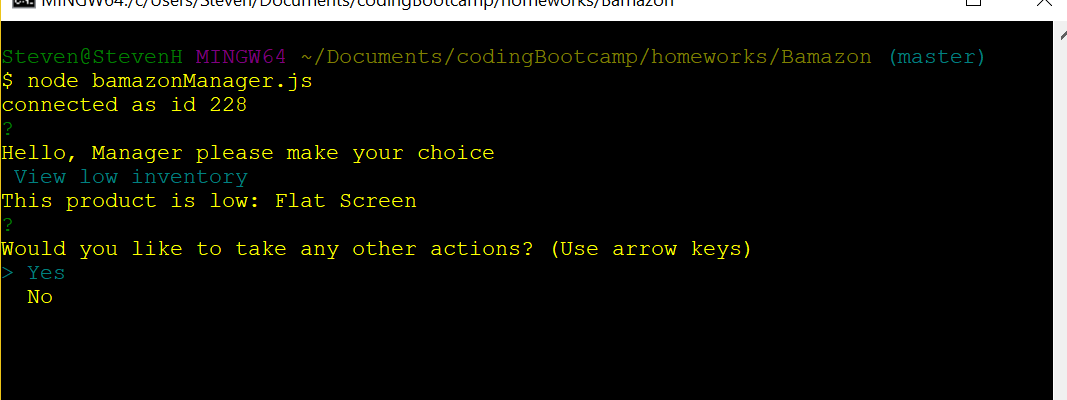 MINGW64:/c/Users/Steven/Documents/codingBootcamp/homeworks/Bamazon
Steven@StevenH MINGW64 ~/Documents/codingBootcamp/homeworks/Bamazon (master)
$ node bamazonManager.js
connected as id 228
?
Hello, Manager please make your choice
View low inventory
This product is low: Flat Screen
?
Would you like to take any other actions? (Use arrow keys)
> Yes
No